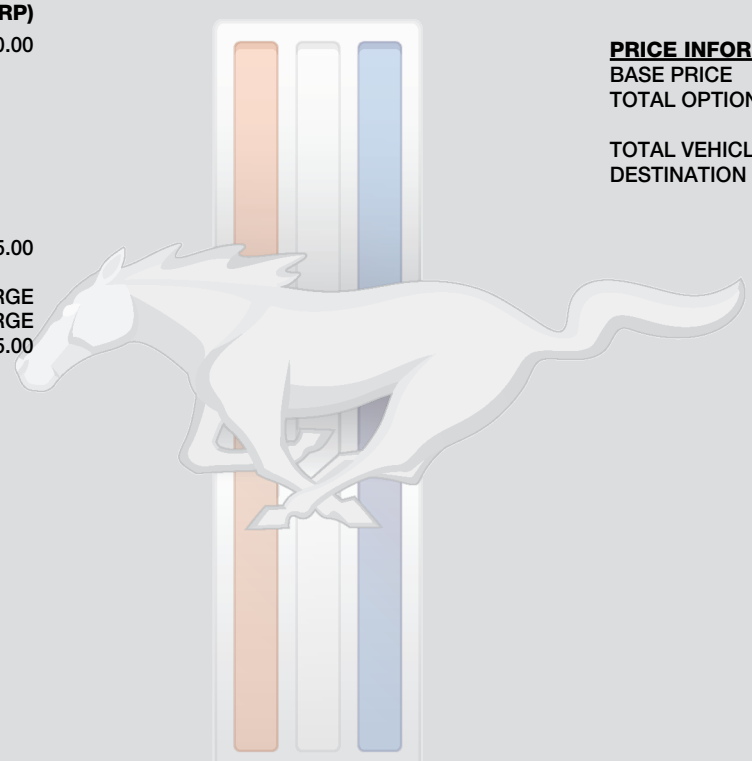 RP)
0.00
5.00
RGE
RGE
5.00
PRICE INFOR
BASE PRICE
TOTAL OPTION
TOTAL VEHICL
DESTINATION